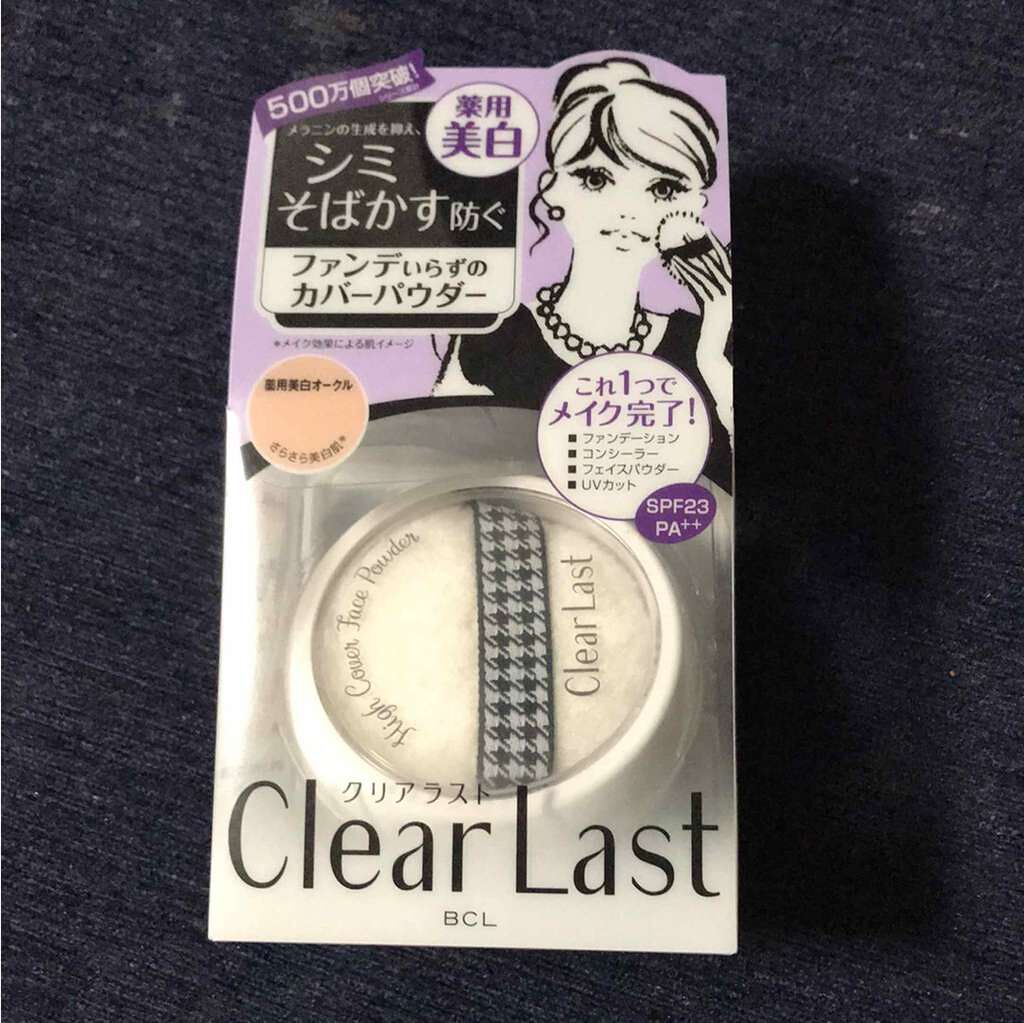 500万個突破!
シリーズ累計
薬用
美白
メラニンの生成を抑え、
シミ
そばかす防ぐ
ファンデいらずの
カバーパウダー
*メイク効果による肌イメージ
薬用美白オークル
さらさら美白肌*
これ1つで
メイク完了!
■ ファンデーション
■ コンシーラー
■ フェイスパウダー
■ UVカット
SPF23
PA++
High Cover Face Powder
Clear Last
クリアラスト
Clear Last
BCL